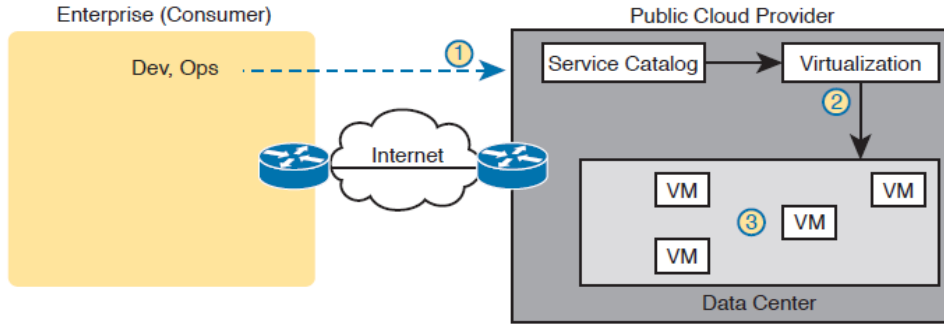 Enterprise (Consumer)
Public Cloud Provider
Dev, Ops
1
Service Catalog
Virtualization
2
Internet
VM
VM
3
VM
VM
Data Center